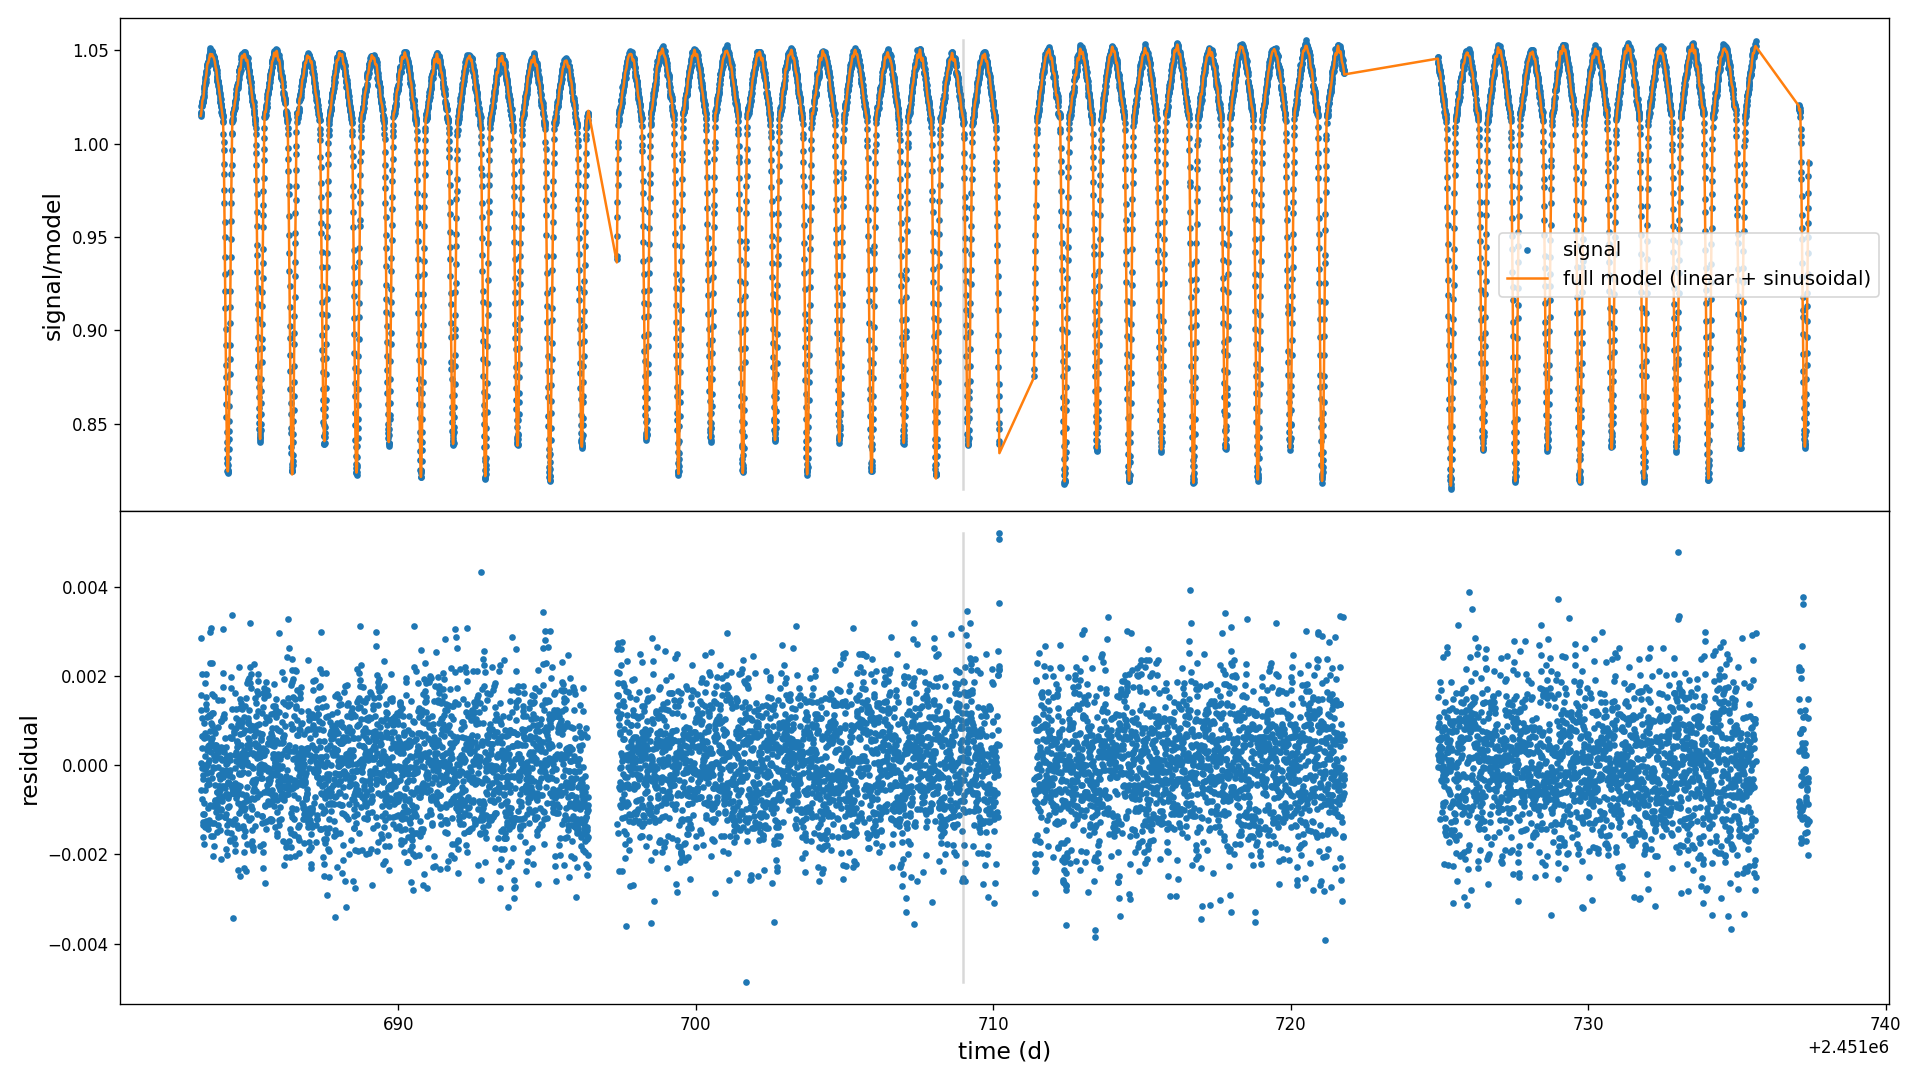 signal/model
1.05
1.00
0.95
0.90
0.85
signal
full model (linear + sinusoidal)
residual
0.004
0.002
0.000
−0.002
−0.004
690
700
710
720
730
740
time (d)
+2.451e6